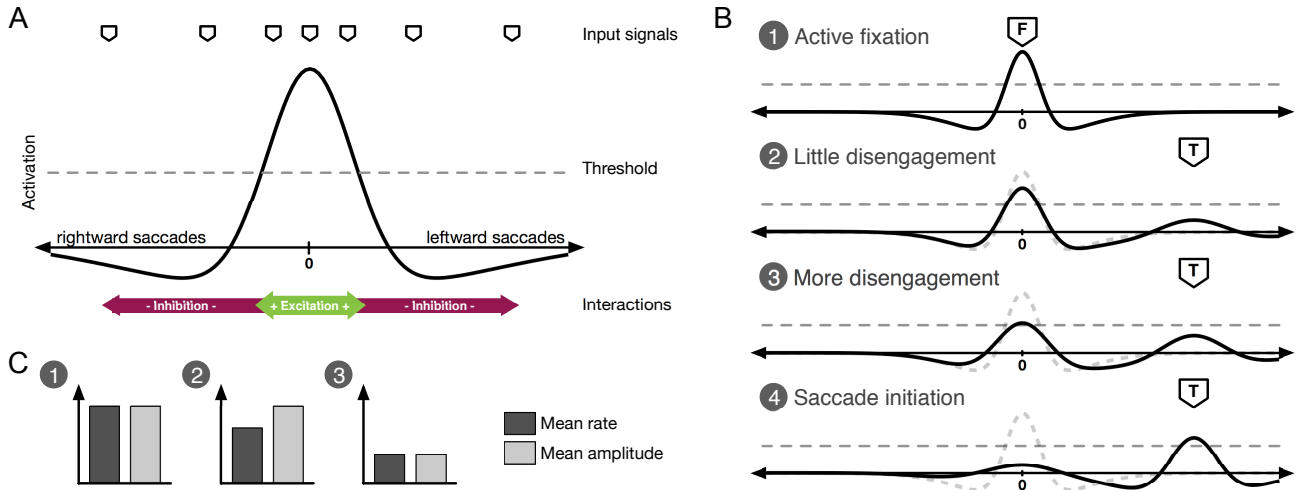 A
Input signals
Activation
Threshold
rightward saccades
leftward saccades
0
- Inhibition -
+ Excitation +
- Inhibition -
Interactions
B
1 Active fixation
F
0
2 Little disengagement
T
0
3 More disengagement
T
0
4 Saccade initiation
T
0
C
1
2
3
Mean rate
Mean amplitude